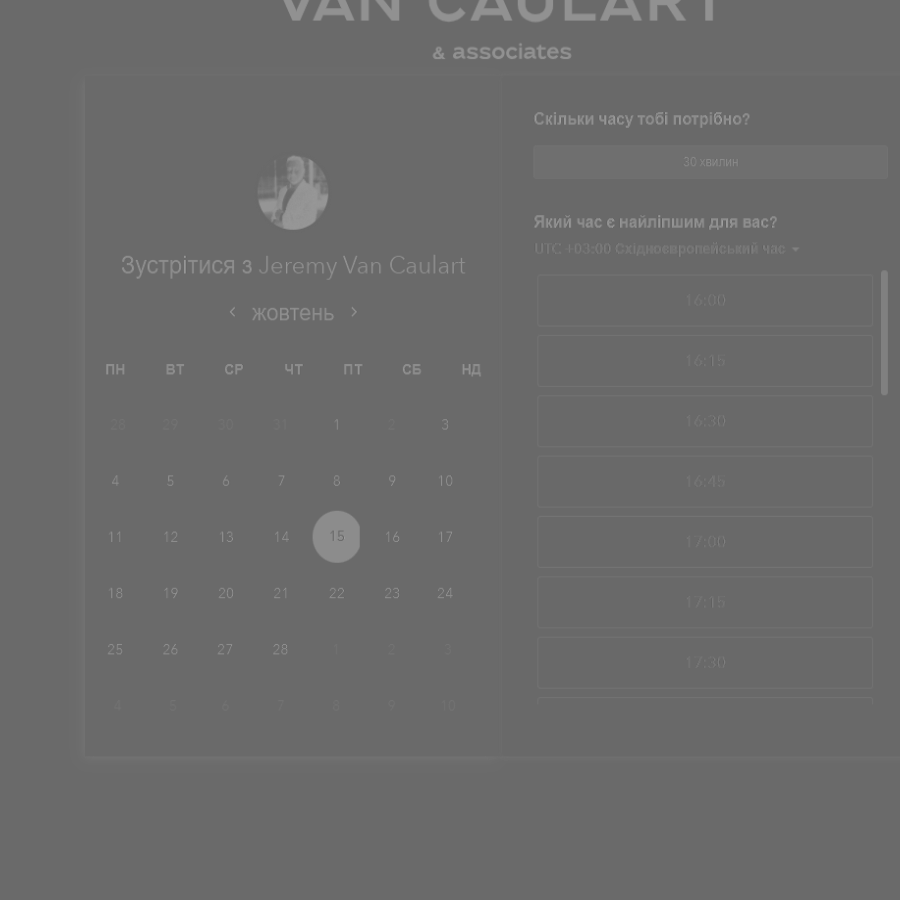 VAN CAULART
& associates
Зустрітися з Jeremy Van Caulart
жовтень
ПН ВТ СР ЧТ ПТ СБ НД
28 29 30 31 1 2 3
4 5 6 7 8 9 10
11 12 13 14 15 16 17
18 19 20 21 22 23 24
25 26 27 28 1 2 3
4 5 6 7 8 9 10
Скільки часу тобі потрібно?
30 хвилин
Який час є найліпшим для вас?
UTC +03:00 Східноєвропейський час
16:00
16:15
16:30
16:45
17:00
17:15
17:30